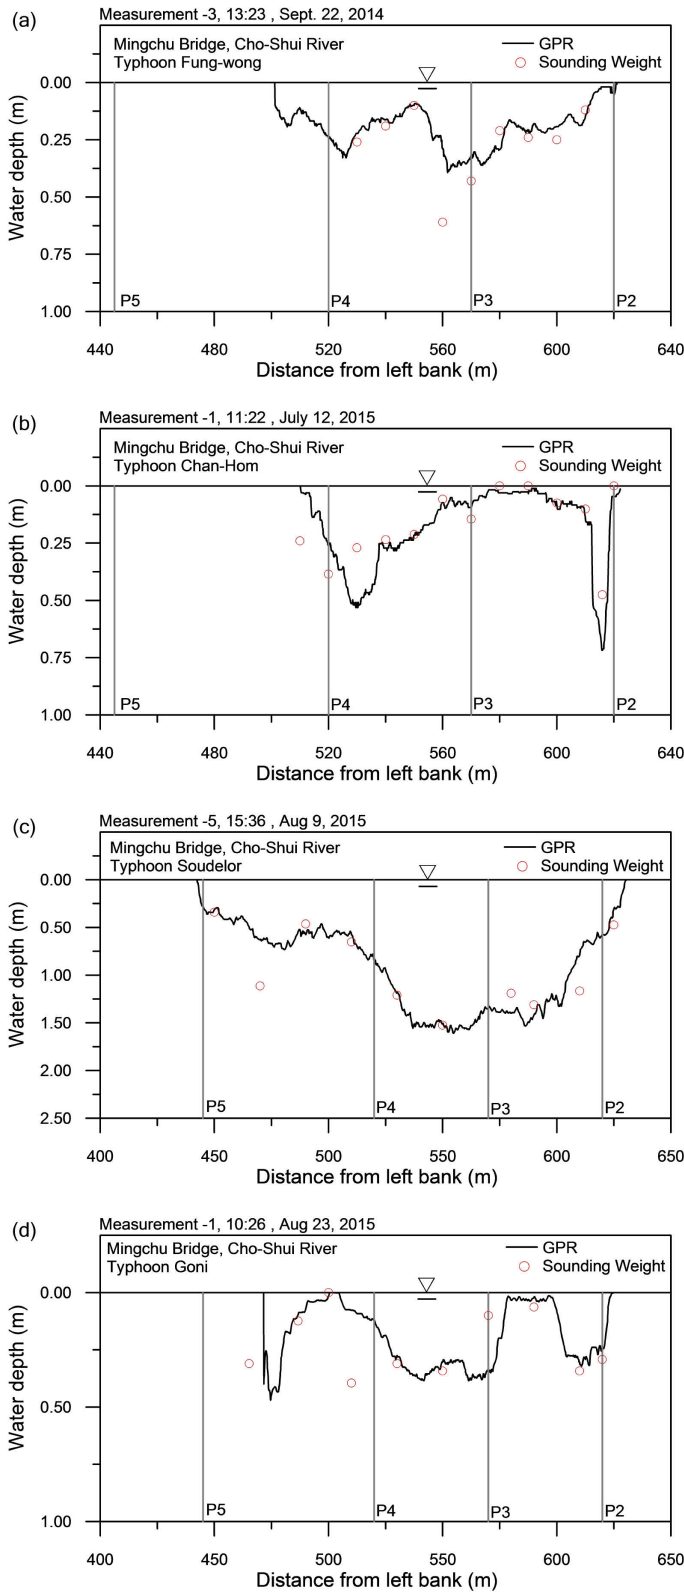 (a)
Measurement -3, 13:23 , Sept. 22, 2014
Mingchu Bridge, Cho-Shui River
Typhoon Fung-wong
GPR
Sounding Weight
0.00
0.25
0.50
0.75
1.00
Water depth (m)
P5
P4
P3
P2
440
480
520
560
600
640
Distance from left bank (m)
(b)
Measurement -1, 11:22 , July 12, 2015
Mingchu Bridge, Cho-Shui River
Typhoon Chan-Hom
GPR
Sounding Weight
0.00
0.25
0.50
0.75
1.00
Water depth (m)
P5
P4
P3
P2
440
480
520
560
600
640
Distance from left bank (m)
(c)
Measurement -5, 15:36 , Aug 9, 2015
Mingchu Bridge, Cho-Shui River
Typhoon Soudelor
GPR
Sounding Weight
0.00
0.50
1.00
1.50
2.00
2.50
Water depth (m)
P5
P4
P3
P2
400
450
500
550
600
650
Distance from left bank (m)
(d)
Measurement -1, 10:26 , Aug 23, 2015
Mingchu Bridge, Cho-Shui River
Typhoon Goni
GPR
Sounding Weight
0.00
0.50
1.00
Water depth (m)
P5
P4
P3
P2
400
450
500
550
600
650
Distance from left bank (m)